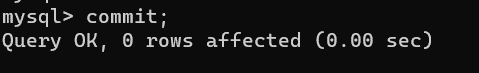 mysql> commit;
Query OK, 0 rows affected (0.00 sec)